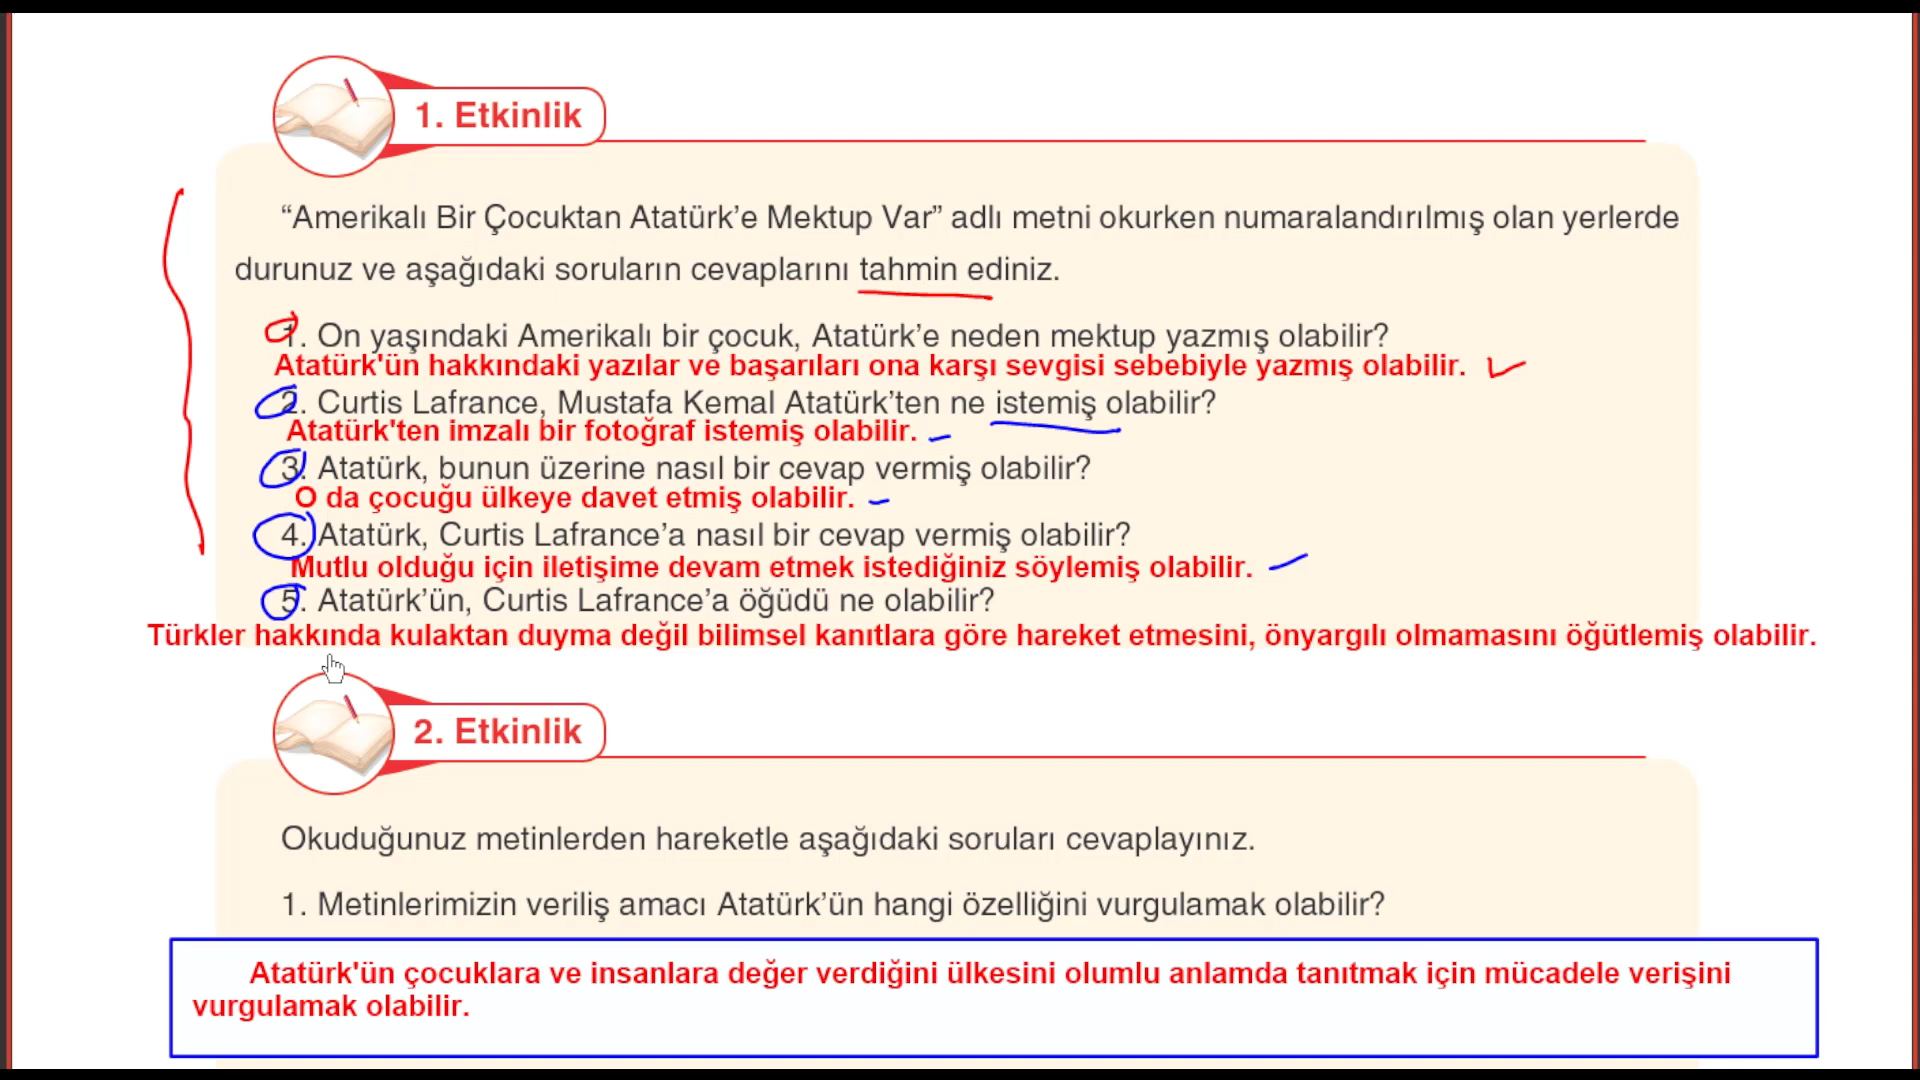 1. Etkinlik
“Amerikalı Bir Çocuktan Atatürk’e Mektup Var” adlı metni okurken numaralandırılmış olan yerlerde
durunuz ve aşağıdaki soruların cevaplarını tahmin ediniz.
1. On yaşındaki Amerikalı bir çocuk, Atatürk’e neden mektup yazmış olabilir?
Atatürk'ün hakkındaki yazılar ve başarıları ona karşı sevgisi sebebiyle yazmış olabilir.
2. Curtis Lafrance, Mustafa Kemal Atatürk’ten ne istemiş olabilir?
Atatürk'ten imzalı bir fotoğraf istemiş olabilir.
3. Atatürk, bunun üzerine nasıl bir cevap vermiş olabilir?
O da çocuğu ülkeye davet etmiş olabilir.
4. Atatürk, Curtis Lafrance’a nasıl bir cevap vermiş olabilir?
Mutlu olduğu için iletişime devam etmek istediğiniz söylemiş olabilir.
5. Atatürk’ün, Curtis Lafrance’a öğüdü ne olabilir?
Türkler hakkında kulaktan duyma değil bilimsel kanıtlara göre hareket etmesini, önyargılı olmamasını öğütlemiş olabilir.
2. Etkinlik
Okuduğunuz metinlerden hareketle aşağıdaki soruları cevaplayınız.
1. Metinlerimizin veriliş amacı Atatürk’ün hangi özelliğini vurgulamak olabilir?
Atatürk'ün çocuklara ve insanlara değer verdiğini ülkesini olumlu anlamda tanıtmak için mücadele verişini
vurgulamak olabilir.